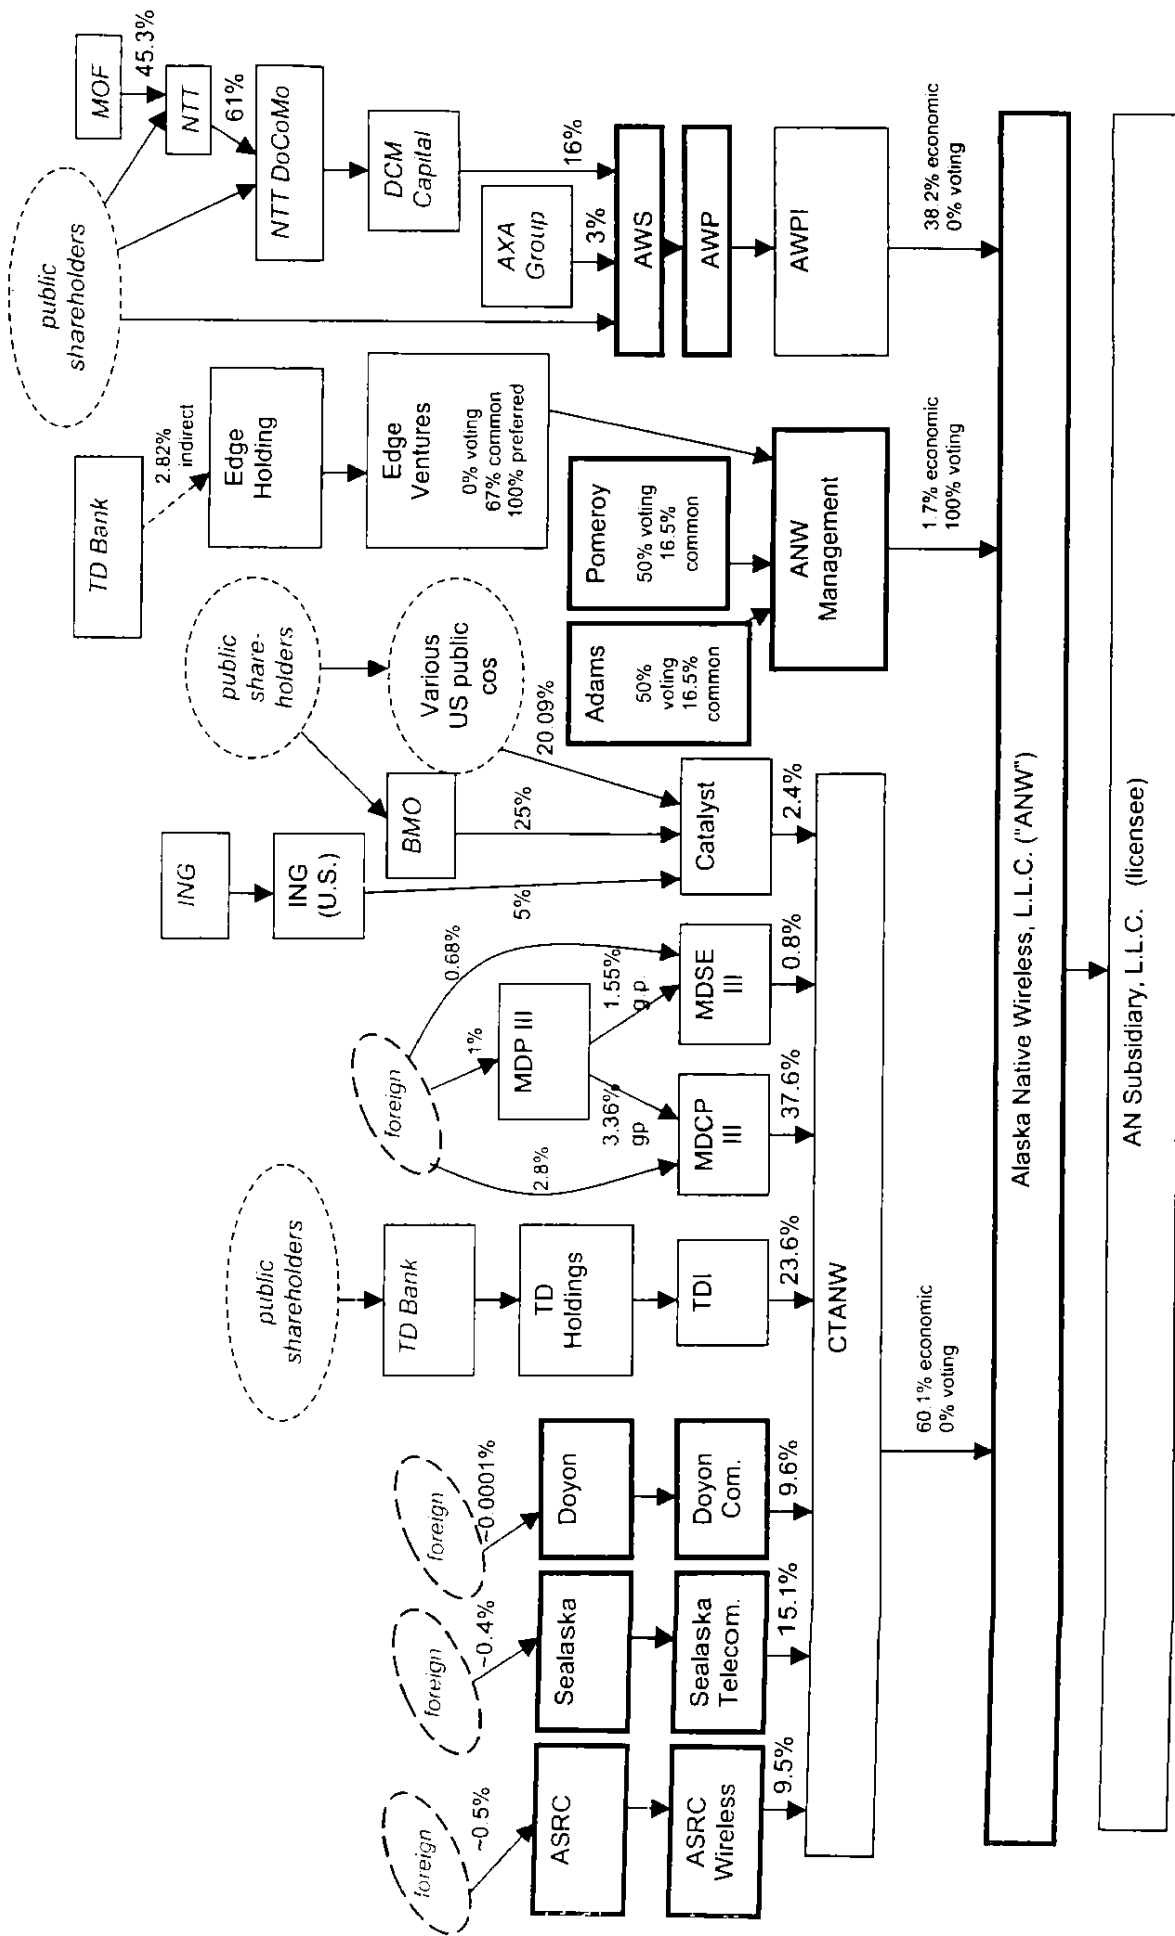 foreign
~0.5%
ASRC
ASRC
Wireless
9.5%
foreign
~0.4%
Sealaska
Sealaska
Telecom.
15.1%
foreign
~0.0001%
Doyon
Doyon
Com.
9.6%
public
shareholders
TD Bank
TD
Holdings
TDI
23.6%
foreign
2.8%
1%
0.68%
MDP III
3.36%
gp
1.55%
g.p.
MDCP
III
37.6%
MDSE
III
0.8%
ING
ING
(U.S.)
5%
BMO
25%
public
share-
holders
Various
US public
cos
20.09%
Catalyst
2.4%
CTANW
60.1% economic
0% voting
TD Bank
2.82%
indirect
Edge
Holding
Edge
Ventures
0% voting
67% common
100% preferred
Adams
50%
voting
16.5%
common
Pomeroy
50% voting
16.5%
common
ANW
Management
1.7% economic
100% voting
public
shareholders
MOF
45.3%
NTT
61%
NTT DoCoMo
DCM
Capital
16%
AXA
Group
3%
AWS
AWP
AWPI
38.2% economic
0% voting
Alaska Native Wireless, L.L.C. ("ANW")
AN Subsidiary, L.L.C. (licensee)